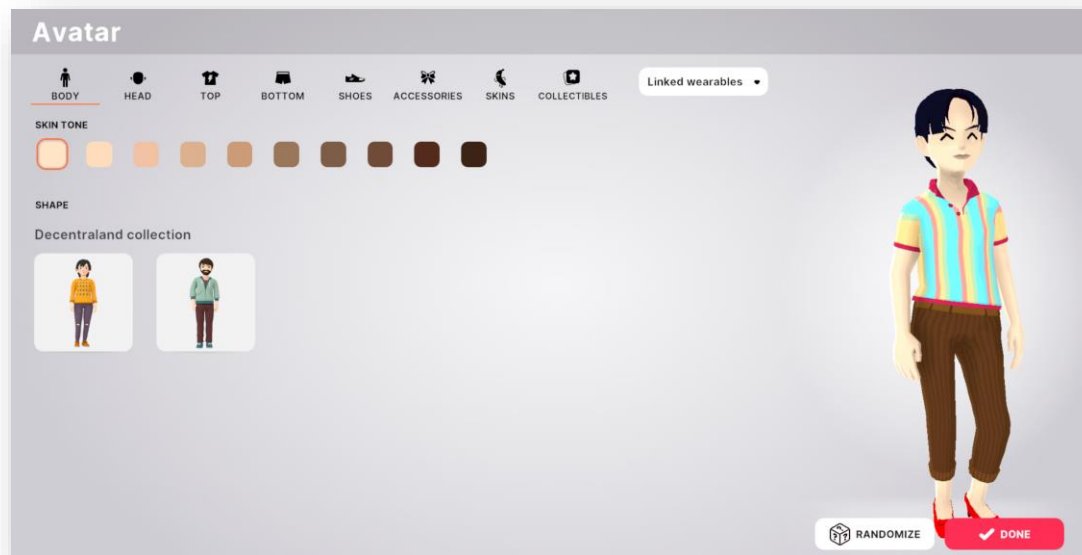 Avatar
BODY
HEAD
TOP
BOTTOM
SHOES
ACCESSORIES
SKINS
COLLECTIBLES
Linked wearables
SKIN TONE
SHAPE
Decentraland collection
RANDOMIZE
DONE